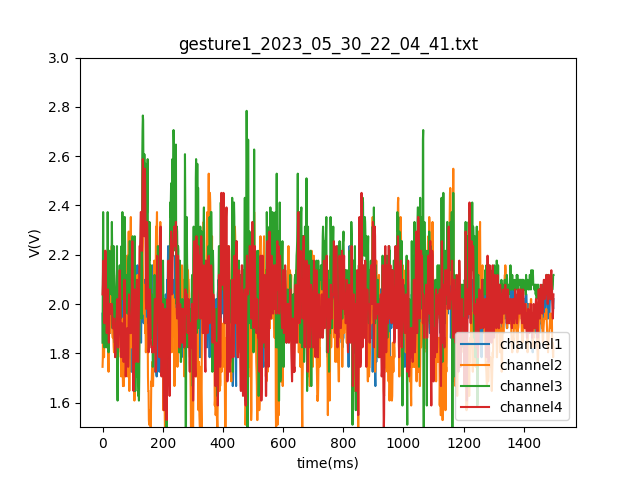 gesture1_2023_05_30_22_04_41.txt
3.0
2.8
2.6
2.4
2.2
2.0
1.8
1.6
V(V)
channel1
channel2
channel3
channel4
0 200 400 600 800 1000 1200 1400
time(ms)